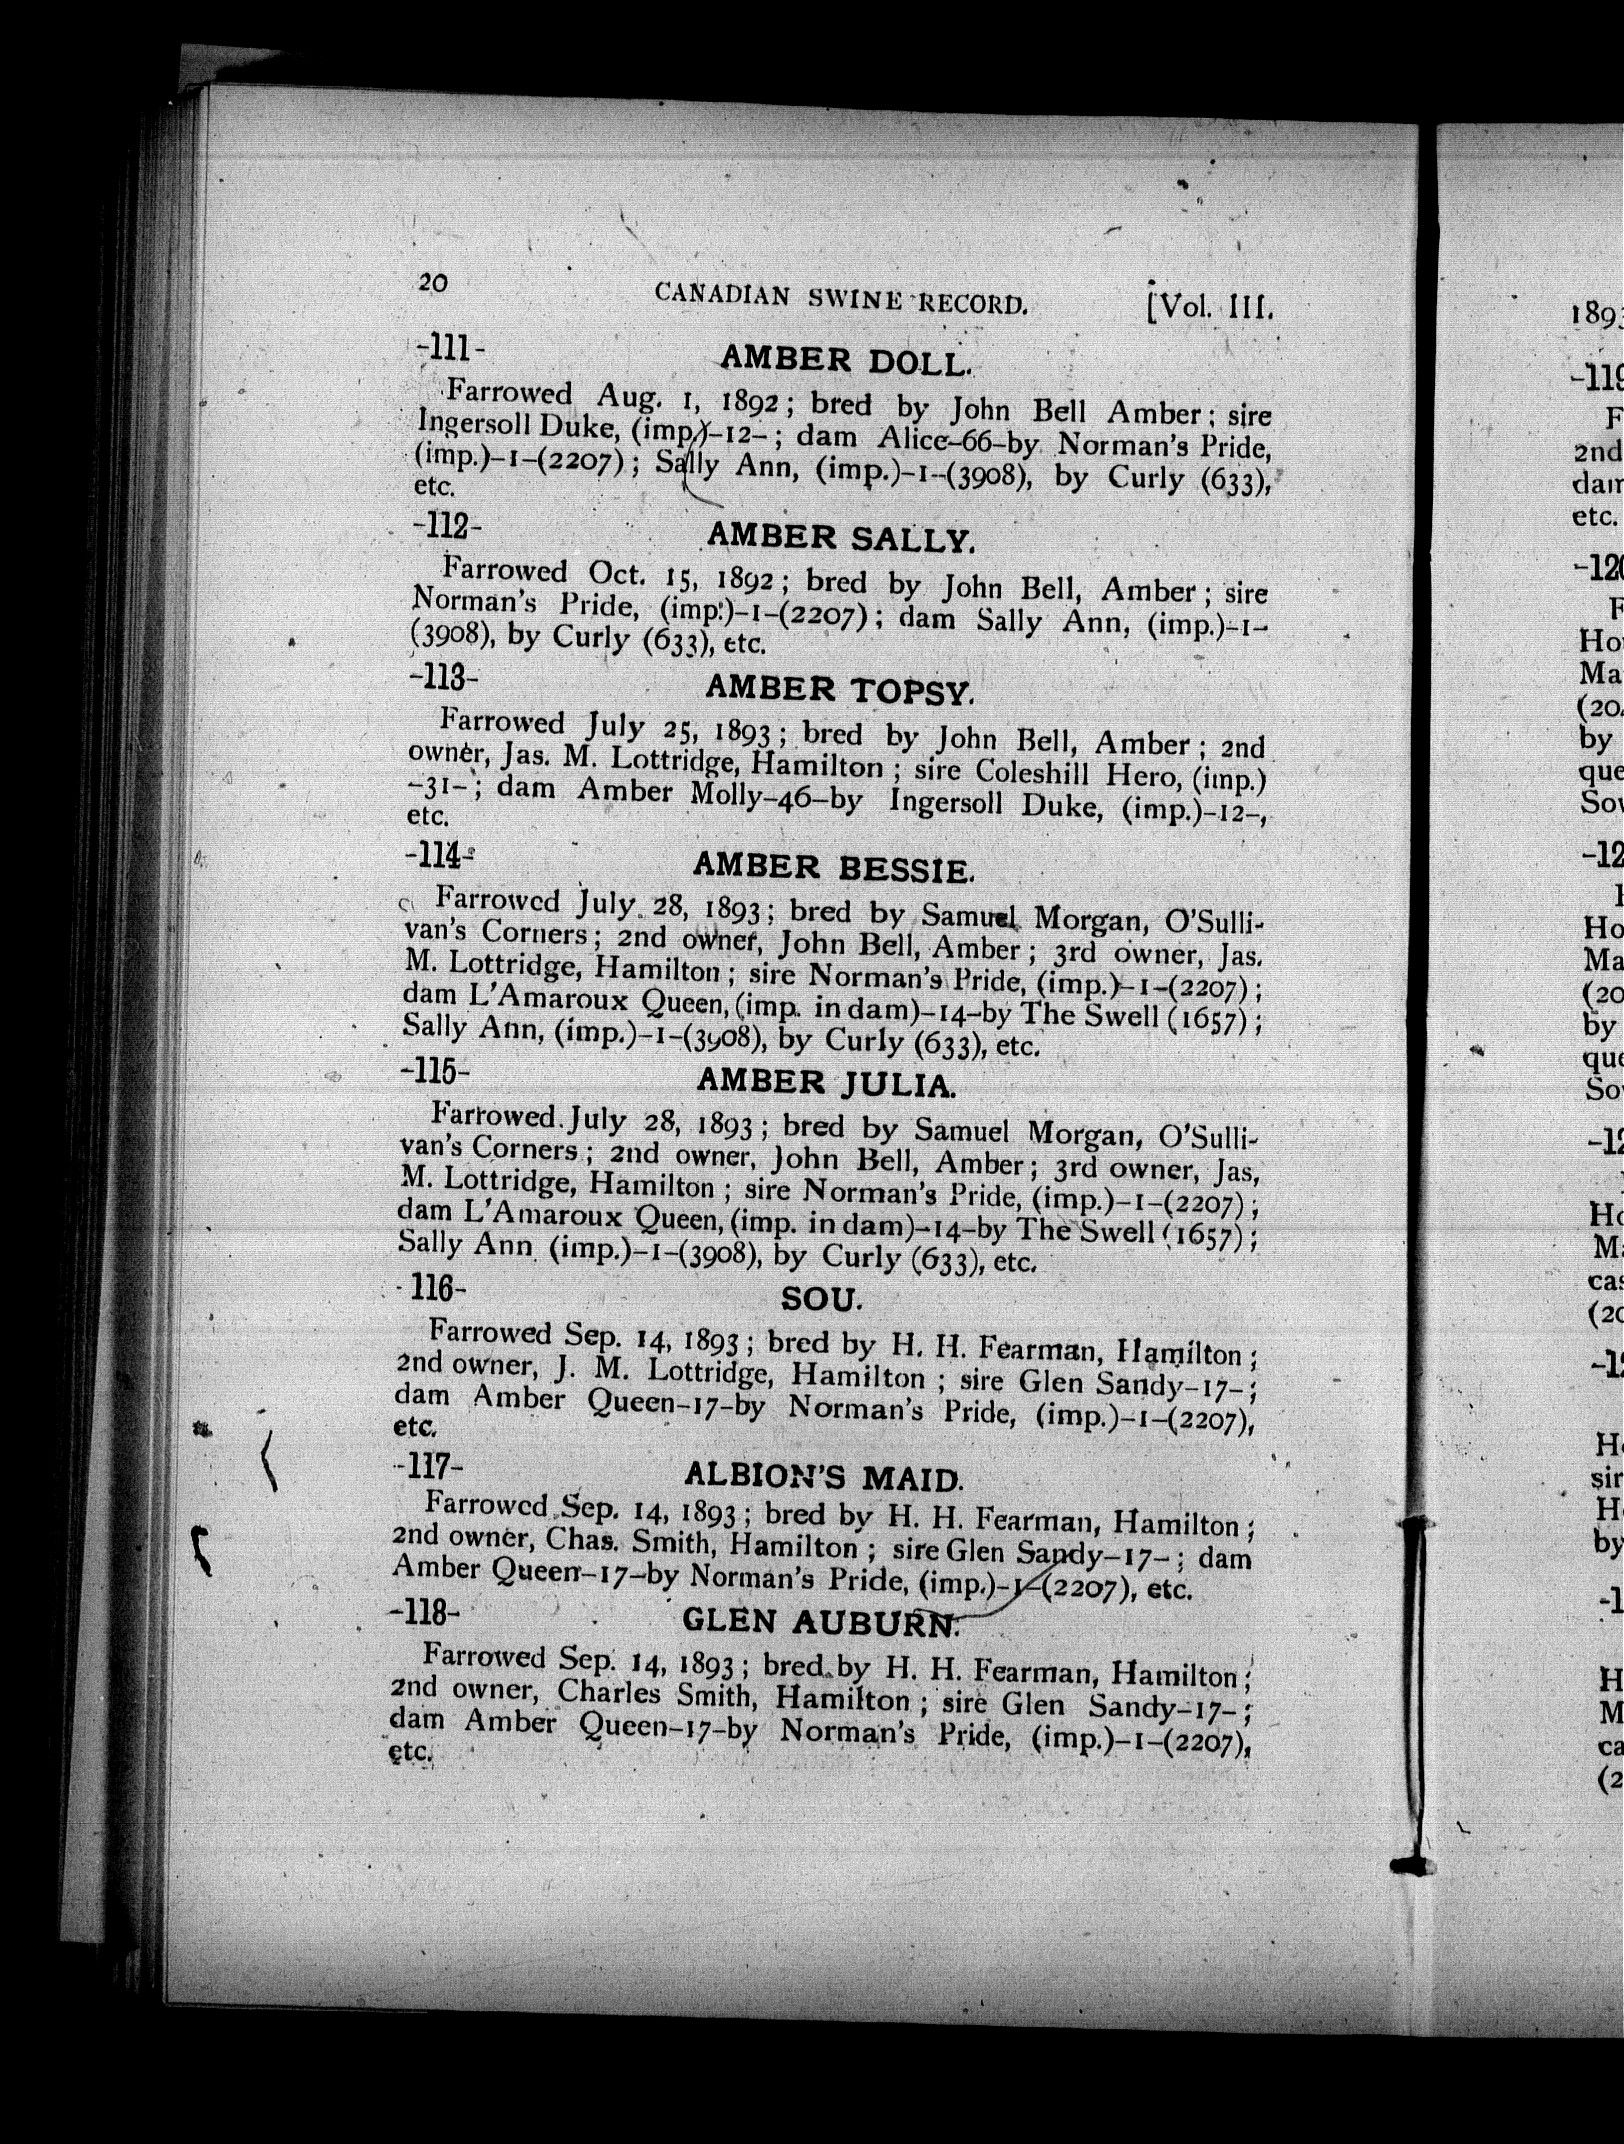 20 CANADIAN SWINE RECORD. [Vol. III.
-111- AMBER DOLL.
Farrowed Aug. 1, 1892; bred by John Bell Amber; sire
Ingersoll Duke, (imp.)-12-; dam Alice-66-by Norman's Pride,
(imp.)-1-(2207); Sally Ann, (imp.)-1-(3908), by Curly (633),
etc.
-112- AMBER SALLY.
Farrowed Oct. 15, 1892; bred by John Bell, Amber; sire
Norman's Pride, (imp.)-1-(2207); dam Sally Ann, (imp.)-1-
(3908), by Curly (633), etc.
-113- AMBER TOPSY.
Farrowed July 25, 1893; bred by John Bell, Amber; 2nd
owner, Jas. M. Lottridge, Hamilton; sire Coleshill Hero, (imp.)
-31-; dam Amber Molly-46-by Ingersoll Duke, (imp.)-12-,
etc.
-114- AMBER BESSIE.
Farrowed July 28, 1893; bred by Samuel Morgan, O'Sulli-
van's Corners; 2nd owner, John Bell, Amber; 3rd owner, Jas.
M. Lottridge, Hamilton; sire Norman's Pride, (imp.)-1-(2207);
dam L'Amaroux Queen, (imp. in dam)-14-by The Swell (1657);
Sally Ann, (imp.)-1-(3908), by Curly (633), etc.
-115- AMBER JULIA.
Farrowed July 28, 1893; bred by Samuel Morgan, O'Sulli-
van's Corners; 2nd owner, John Bell, Amber; 3rd owner, Jas,
M. Lottridge, Hamilton; sire Norman's Pride, (imp.)-1-(2207);
dam L'Amaroux Queen, (imp. in dam)-14-by The Swell (1657);
Sally Ann (imp.)-1-(3908), by Curly (633), etc.
-116- SOU.
Farrowed Sep. 14, 1893; bred by H. H. Fearman, Hamilton;
2nd owner, J. M. Lottridge, Hamilton; sire Glen Sandy-17-;
dam Amber Queen-17-by Norman's Pride, (imp.)-1-(2207),
etc.
-117- ALBION'S MAID.
Farrowed Sep. 14, 1893; bred by H. H. Fearman, Hamilton;
2nd owner, Chas. Smith, Hamilton; sire Glen Sandy-17-; dam
Amber Queen-17-by Norman's Pride, (imp.)-1-(2207), etc.
-118- GLEN AUBURN.
Farrowed Sep. 14, 1893; bred by H. H. Fearman, Hamilton;
2nd owner, Charles Smith, Hamilton; sire Glen Sandy-17-;
dam Amber Queen-17-by Norman's Pride, (imp.)-1-(2207),
etc.